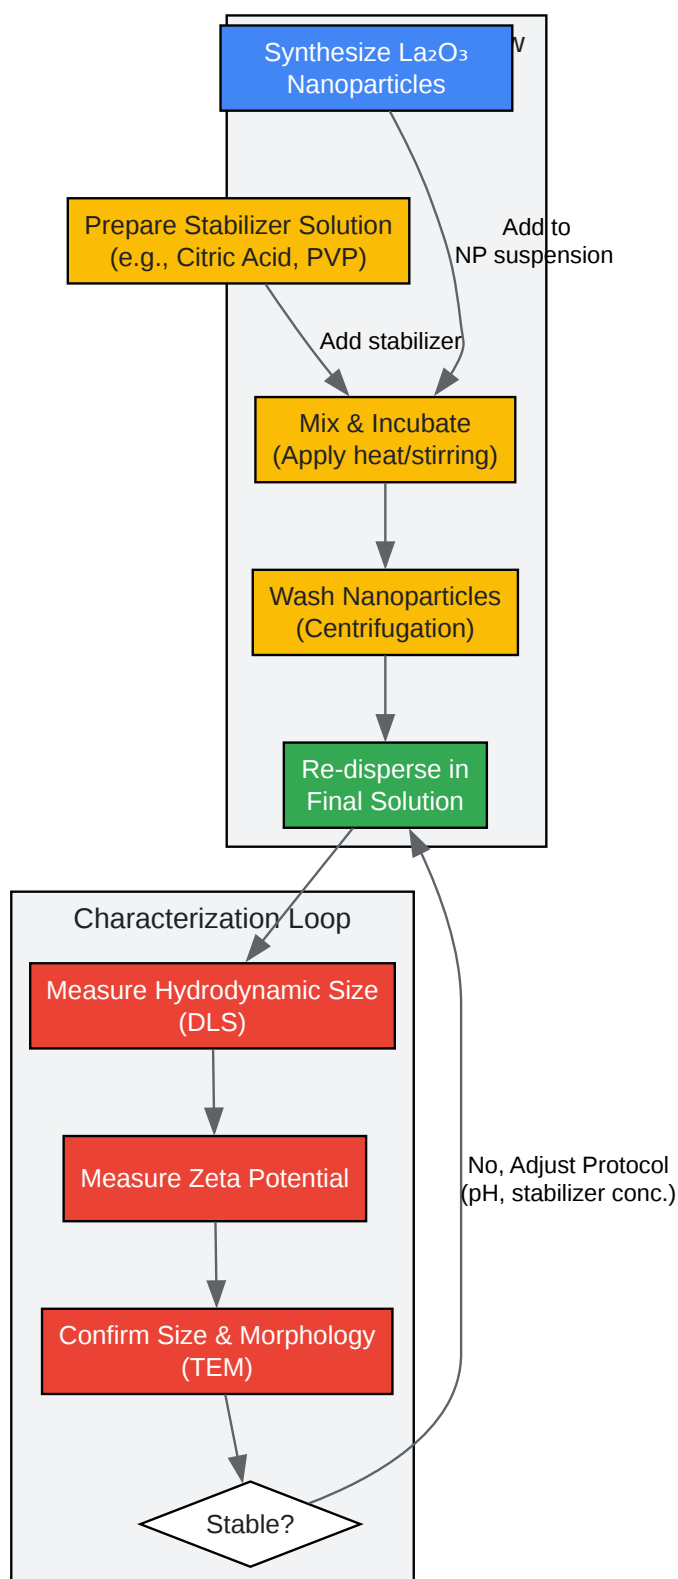 Synthesize La₂O₃
Nanoparticles
Prepare Stabilizer Solution
(e.g., Citric Acid, PVP)
Add to
NP suspension
Add stabilizer
Mix & Incubate
(Apply heat/stirring)
Wash Nanoparticles
(Centrifugation)
Re-disperse in
Final Solution
Characterization Loop
Measure Hydrodynamic Size
(DLS)
Measure Zeta Potential
No, Adjust Protocol
(pH, stabilizer conc.)
Confirm Size & Morphology
(TEM)
Stable?